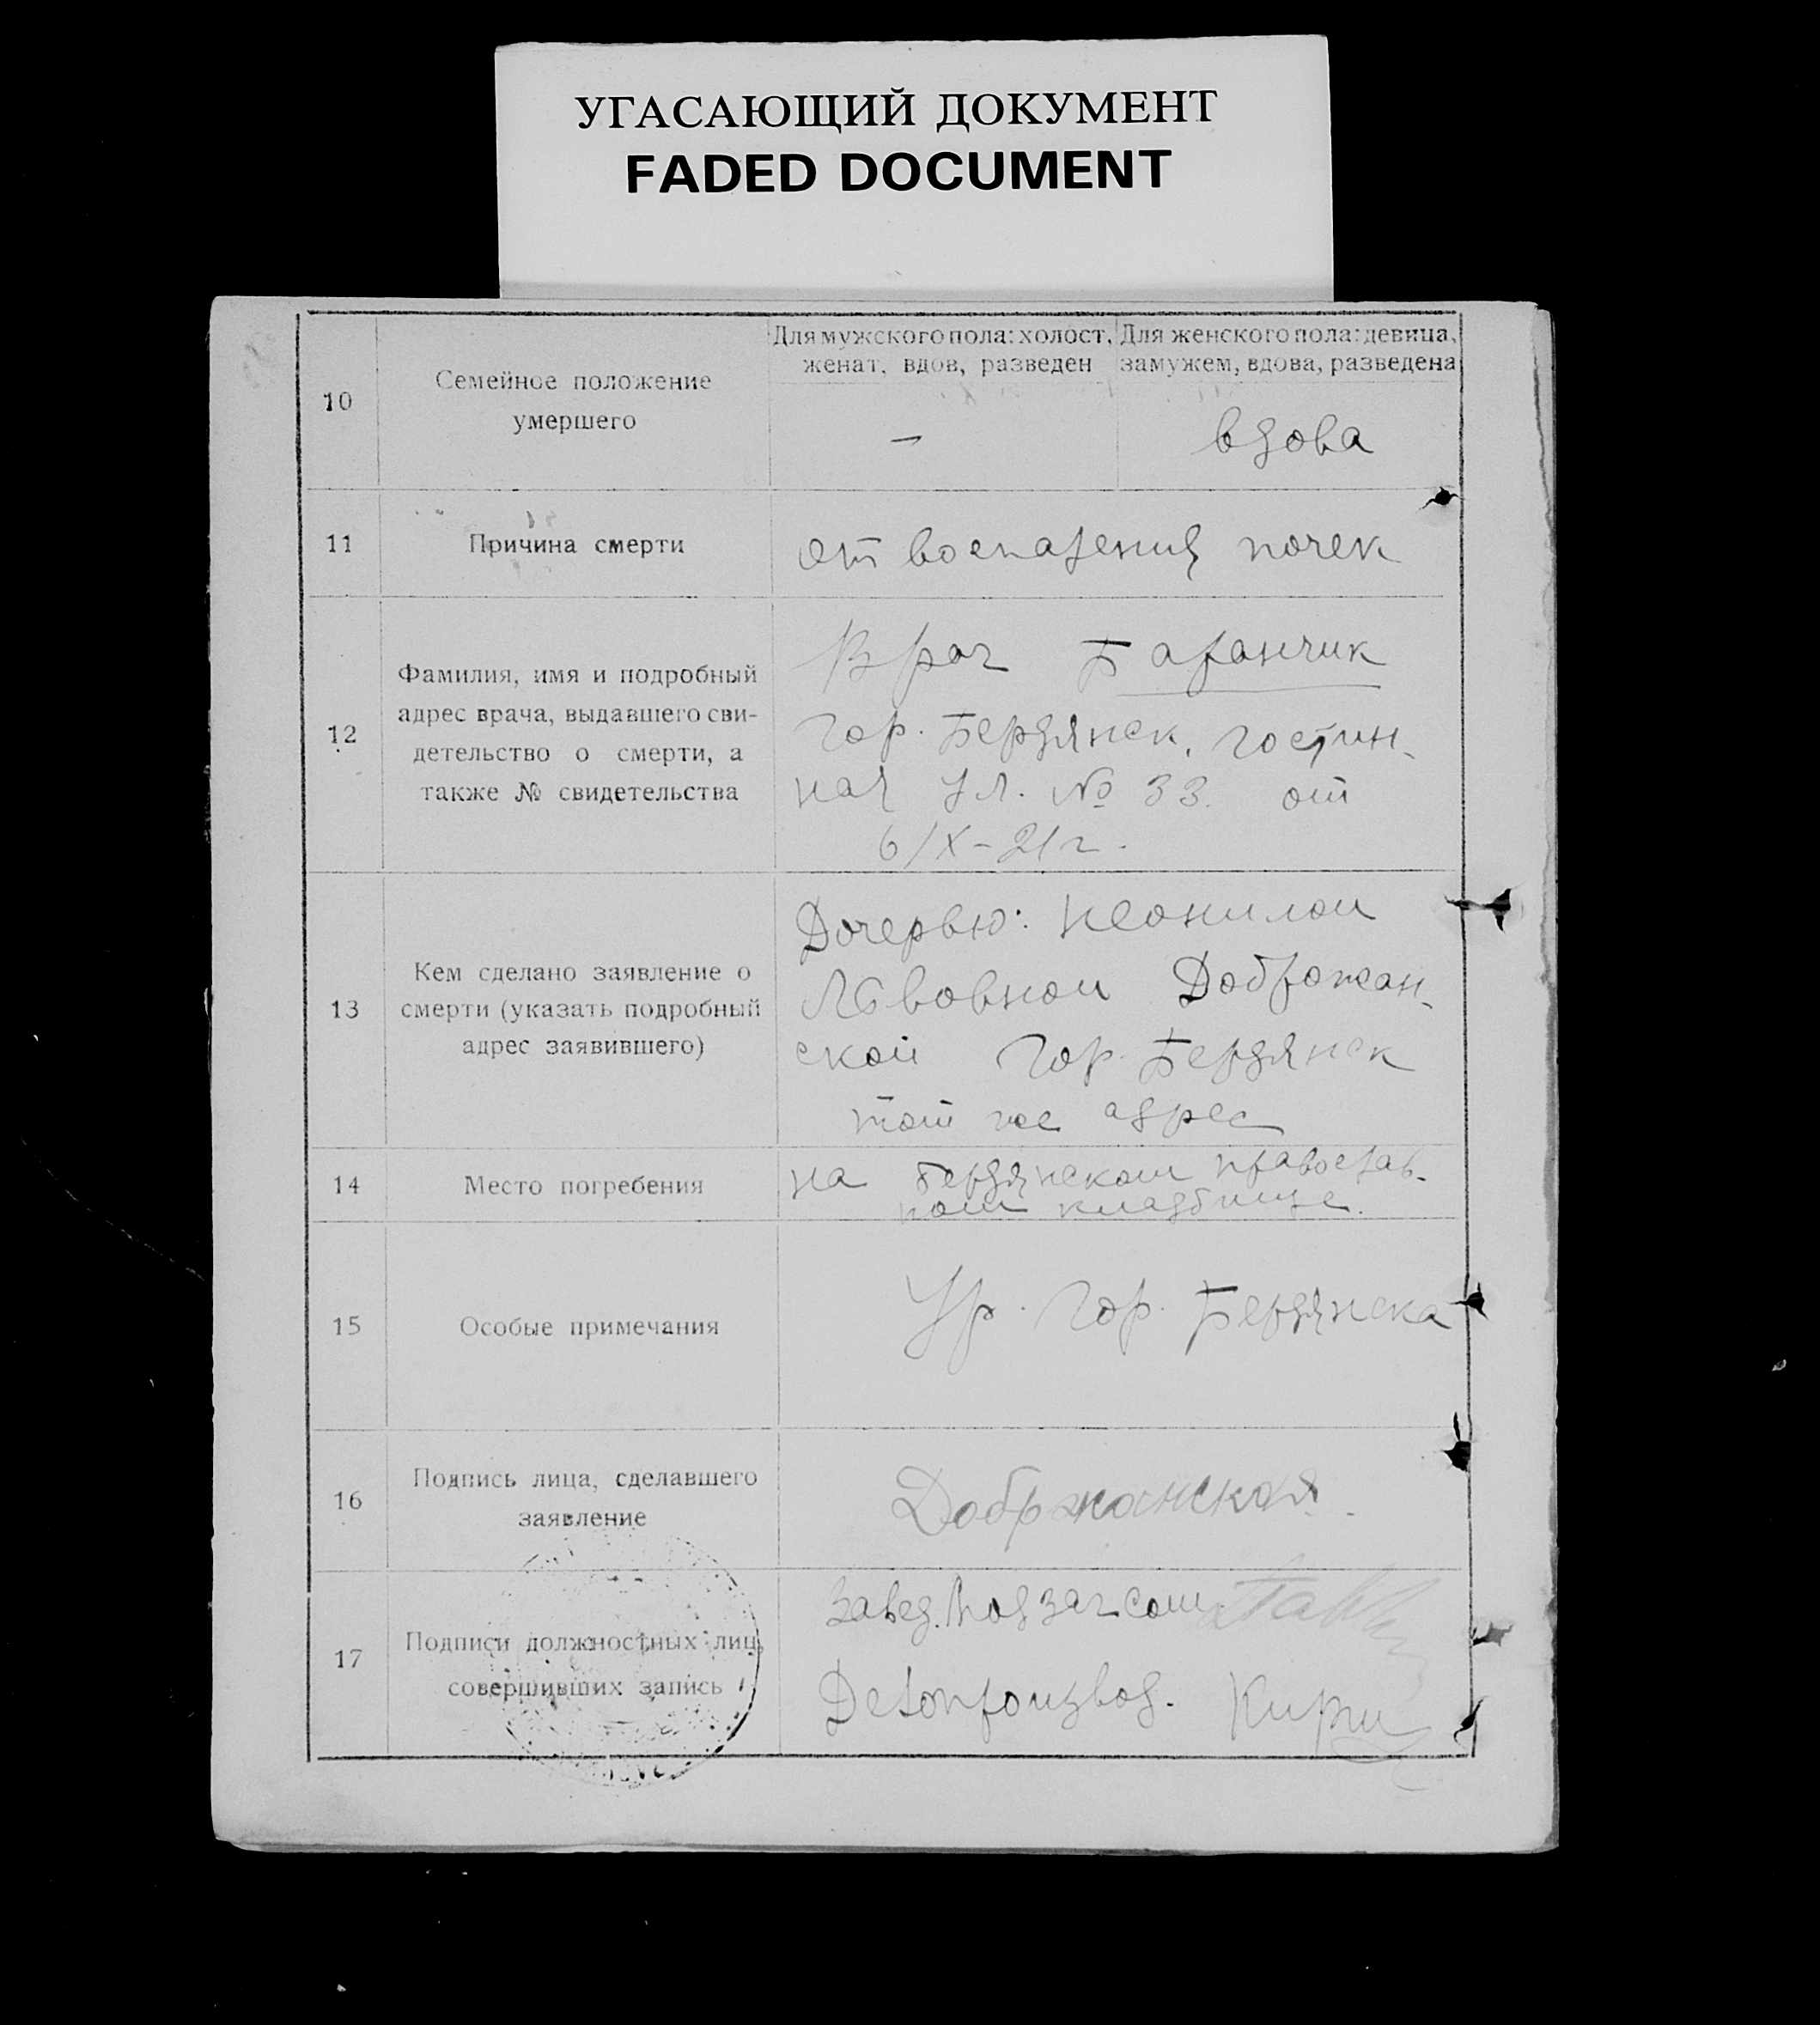 УГАСАЮЩИЙ ДОКУМЕНТ
FADED DOCUMENT
10
Семейное положение
умершего
Для мужского пола: холост,
женат, вдов, разведен
Для женского пола: девица,
замужем, вдова, разведена
—
вдова
11
Причина смерти
от воспаления почек
12
Фамилия, имя и подробный
адрес врача, выдавшего сви-
детельство о смерти, а
также № свидетельства
Врач
гор. Бердянск, гостин-
ная ул. № 33. от
6/X-21 г.
13
Кем сделано заявление о
смерти (указать подробный
адрес заявившего)
Дочерью: Неонилой
Львовной Доброжан-
ской гор. Бердянск
тот же адрес
14
Место погребения
на бердянском православ-
ном кладбище.
15
Особые примечания
Ур. гор. Бердянска
16
Подпись лица, сделавшего
заявление
Добржанская.
17
Подписи должностных лиц,
совершивших запись
Завед. Подзагсом
Делопроизвод.